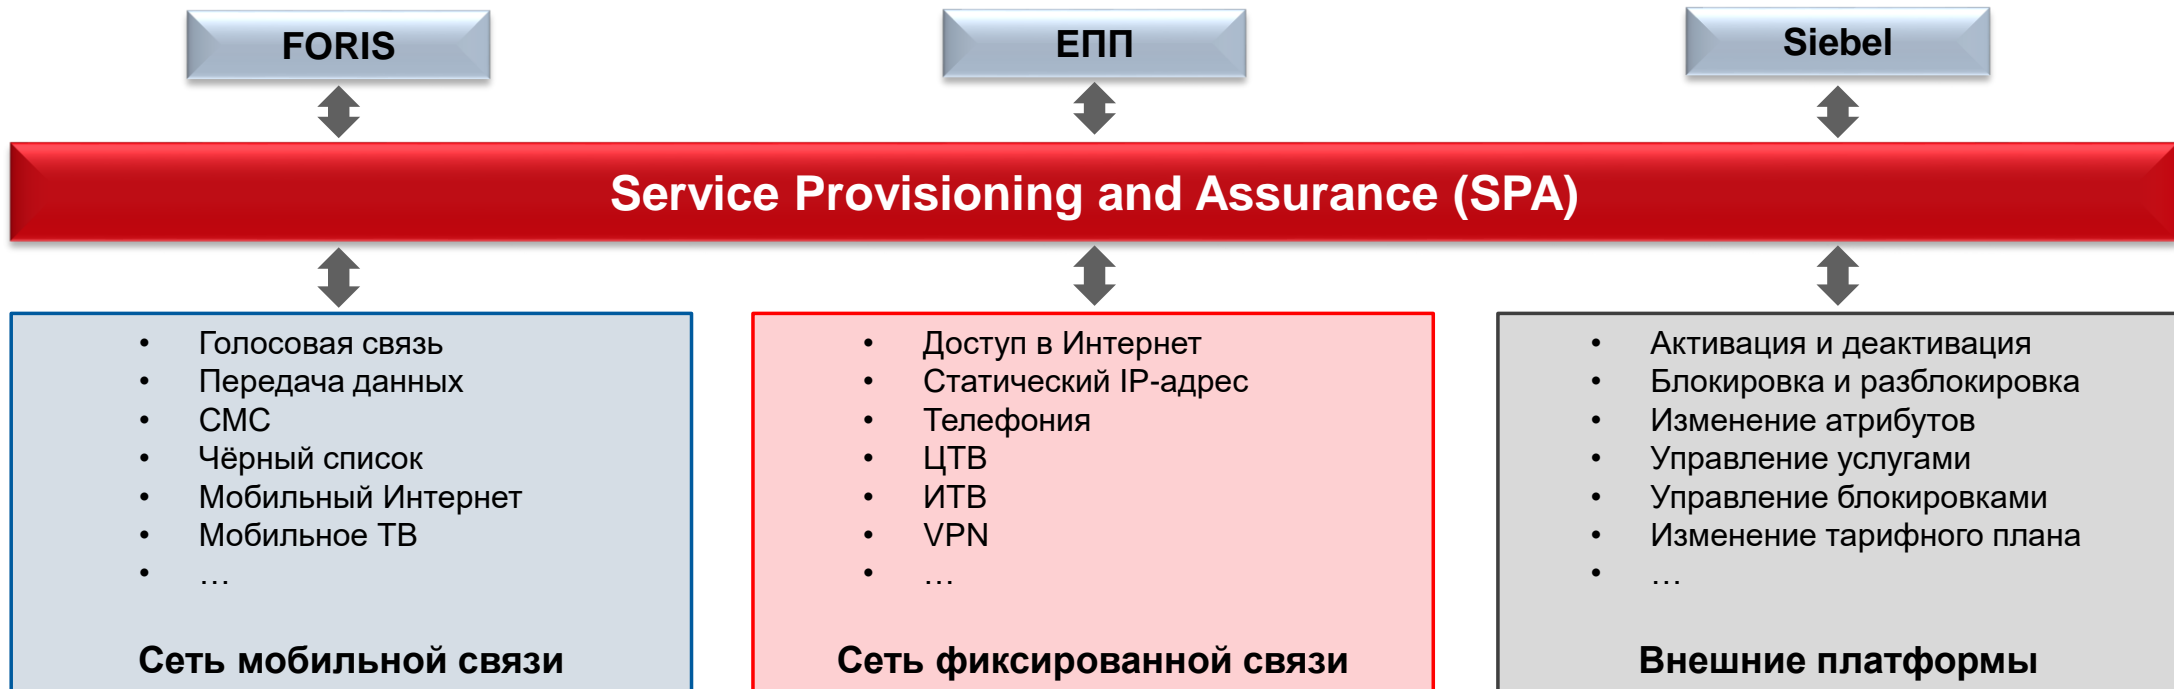 FORIS
ЕПП
Siebel
Service Provisioning and Assurance (SPA)
• Голосовая связь
• Передача данных
• СМС
• Чёрный список
• Мобильный Интернет
• Мобильное ТВ
• …
Сеть мобильной связи
• Доступ в Интернет
• Статический IP-адрес
• Телефония
• ЦТВ
• ИТВ
• VPN
• …
Сеть фиксированной связи
• Активация и деактивация
• Блокировка и разблокировка
• Изменение атрибутов
• Управление услугами
• Управление блокировками
• Изменение тарифного плана
• …
Внешние платформы